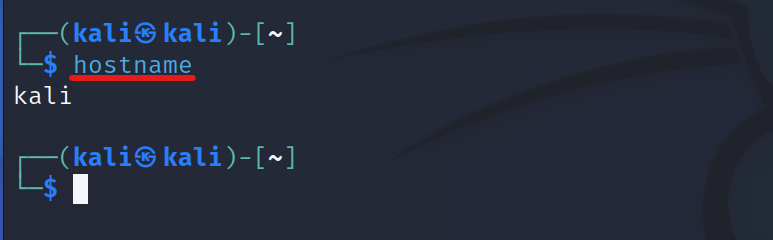 ┌──(kali㉿kali)-[~]
└─$ hostname
kali
┌──(kali㉿kali)-[~]
└─$